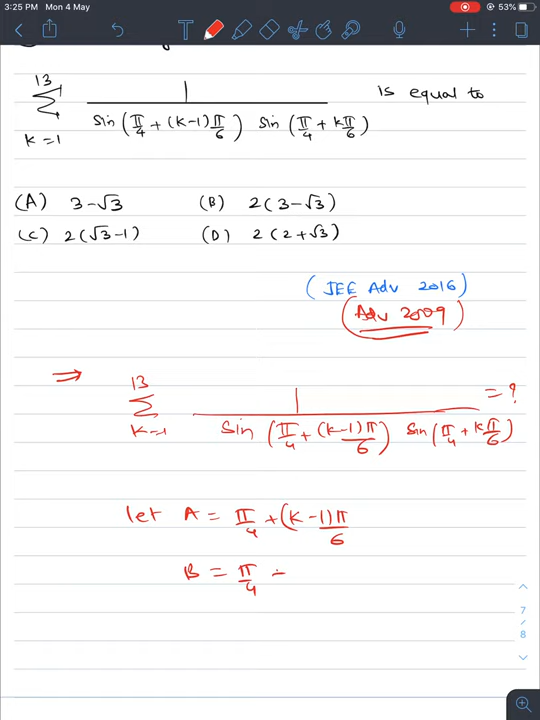 3:25 PM Mon 4 May 53%
13
∑ 1 is equal to
k=1 sin(π/4 + (k-1)π/6) sin(π/4 + kπ/6)
(A) 3-√3 (B) 2(3-√3)
(C) 2(√3-1) (D) 2(2+√3)
(JEE Adv 2016)
(Adv 2009)
⇒ 13
∑ 1 = ?
k=1 sin(π/4 + (k-1)π/6) sin(π/4 + kπ/6)
let A = π/4 + (k-1)π/6
B = π/4 -
7
/
8